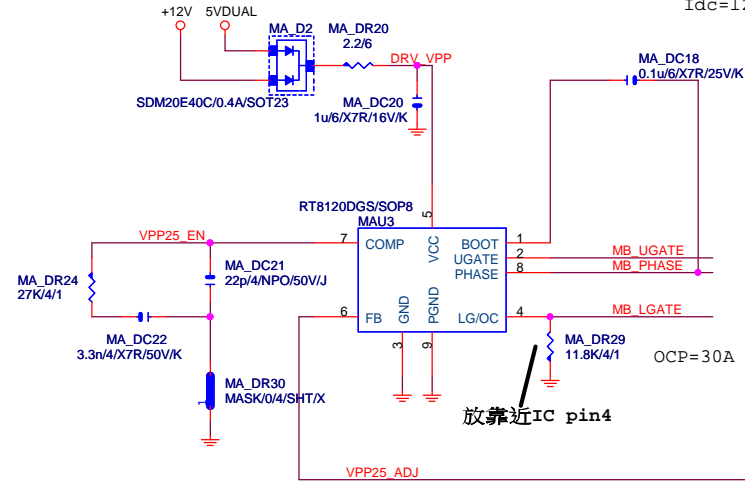 Idc=12
+12V 5VDUAL
MA_D2 MA_DR20
2.2/6
DRV_VPP
MA_DC18
0.1u/6/X7R/25V/K
SDM20E40C/0.4A/SOT23
MA_DC20
1u/6/X7R/16V/K
RT8120DGS/SOP8
MAU3
5
VPP25_EN
7 COMP VCC BOOT 1
UGATE 2 MB_UGATE
PHASE 8 MB_PHASE
MA_DR24
27K/4/1
MA_DC21
22p/4/NPO/50V/J
6 FB GND PGND LG/OC 4 MB_LGATE
3 9
MA_DC22
3.3n/4/X7R/50V/K
MA_DR29
11.8K/4/1
OCP=30A
MA_DR30
MASK/0/4/SHT/X
1
放靠近IC pin4
VPP25_ADJ